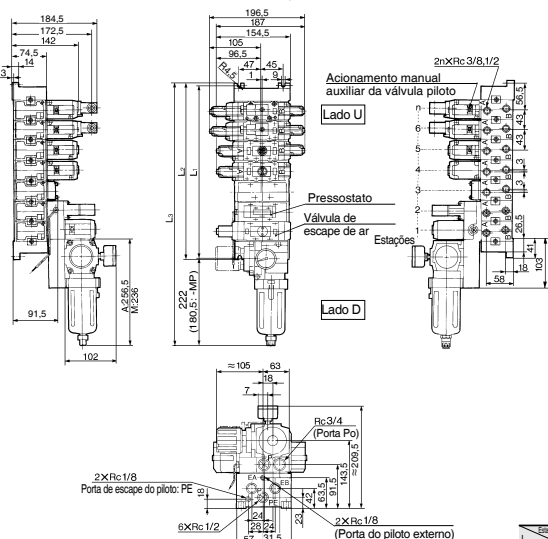 184,5
172,5
142
74,5
14
3
91,5
102
A:256,5
M:236
196,5
187
154,5
105
96,5
47
45
1
9
R4,5
Acionamento manual
auxiliar da válvula piloto
Lado U
L2
L1
L3
Pressostato
Válvula de
escape de ar
222
(180,5: -MP)
Lado D
2n×Rc 3/8,1/2
n
6
5
4
3
2
1
Estações
A
B
56,5
43
43
3
3
26,5
41
103
18
58
≈105
63
18
7
Rc3/4
(Porta Po)
EA
EB
PE
2×Rc1/8
Porta de escape do piloto: PE
18
6×Rc1/2
24
28
24
57
31,5
23
42
63,5
91,5
143,5
≈209,5
2×Rc1/8
(Porta do piloto externo)
L